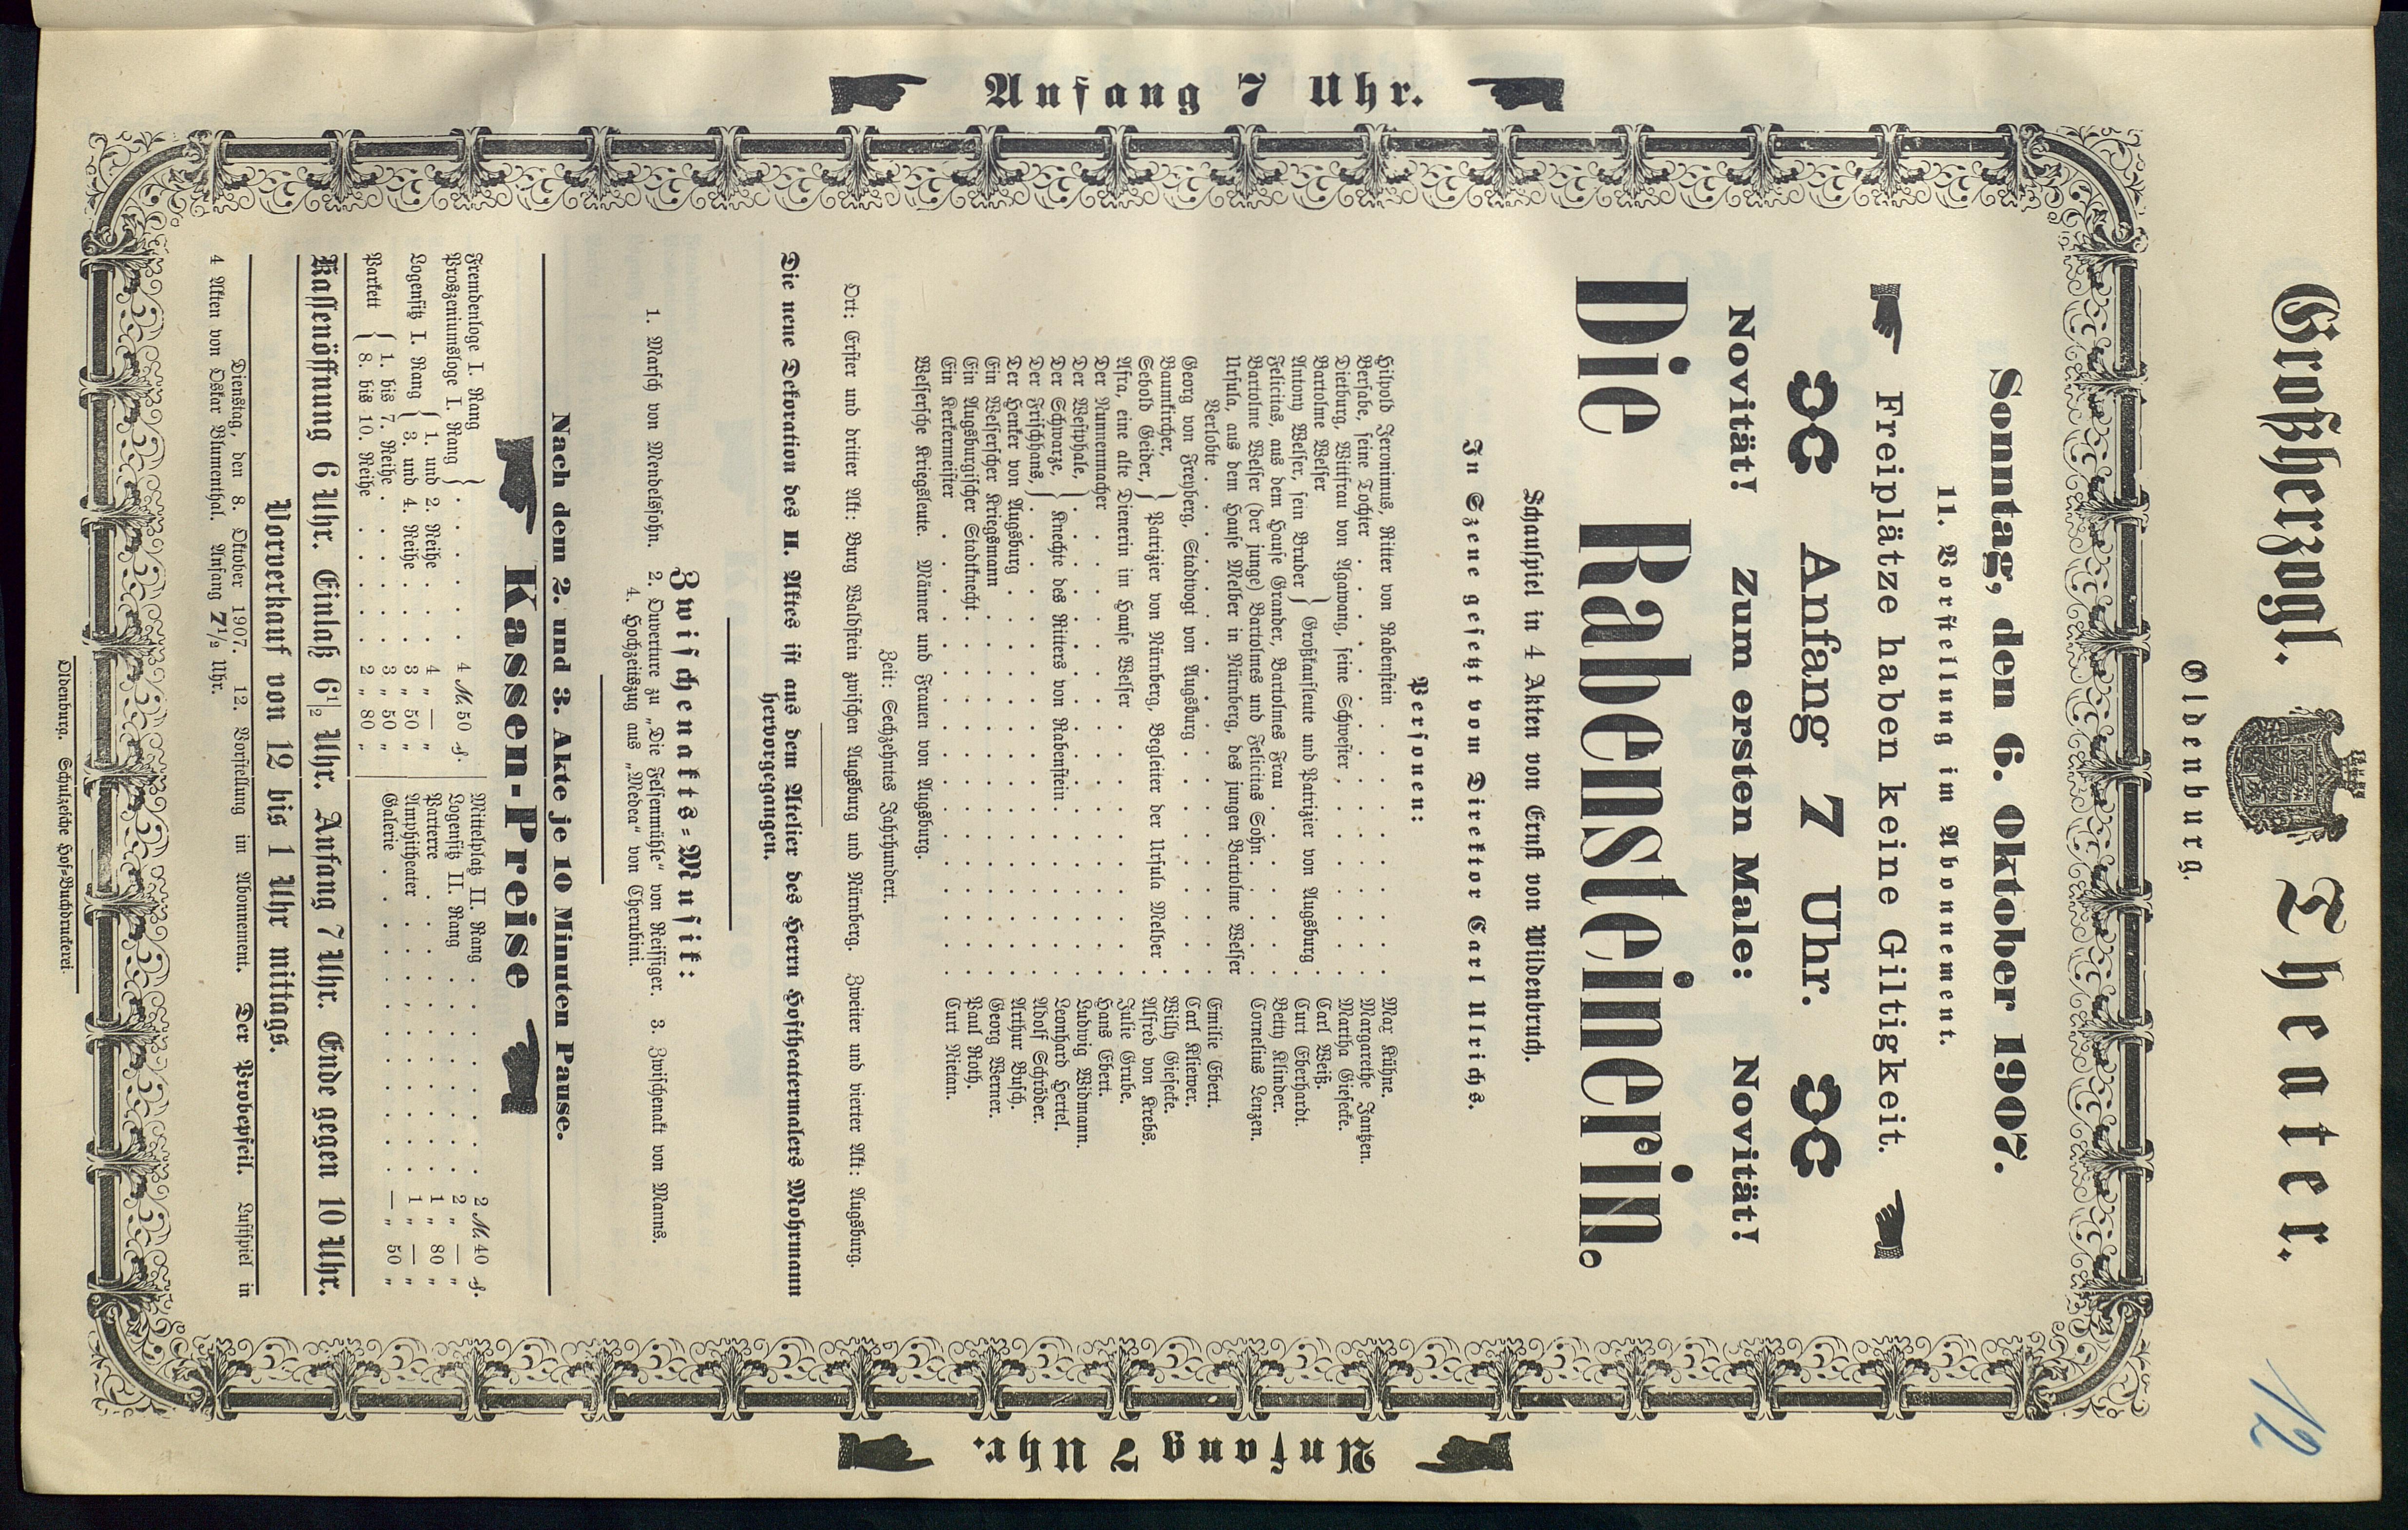 Großherzogl. Theater.
Oldenburg.
12
Anfang 7 Uhr.
Anfang 7 Uhr.
Sonntag, den 6. Oktober 1907.
11. Vorstellung im Abonnement.
Freiplätze haben keine Giltigkeit.
Anfang 7 Uhr.
Novität! Zum ersten Male: Novität!
Die Rabensteinerin.
Schauspiel in 4 Akten von Ernst von Wildenbruch.
In Szene gesetzt vom Direktor Carl Ulrichs.
Personen:
Hilpold Jeronimus, Ritter von Rabenstein . . . . . . . . Max Kühne.
Bersabe, seine Tochter . . . . . . . . Margarethe Jantzen.
Dietburg, Wittfrau von Agawang, seine Schwester . . . . . . . . Martha Giesecke.
Bartolme Welser } Großkaufleute und Patrizier von Augsburg . Carl Weiß.
Antony Welser, sein Bruder } Curt Eberhardt.
Felicitas, aus dem Hause Grander, Bartolmes Frau . . . . . . . . Betty Klinder.
Bartolme Welser (der junge) Bartolmes und Felicitas Sohn . . . . . . Cornelius Lenzen.
Ursula, aus dem Hause Melber in Nürnberg, des jungen Bartolme Welser
Verlobte . . . . . . . . Emilie Ebert.
Georg von Freyberg, Stadtvogt von Augsburg . . . . . . . . Carl Kliewer.
Baumkircher, } Patrizier von Nürnberg, Begleiter der Ursula Melber . Willy Giesecke.
Sebold Geider, } Alfred von Krebs.
Afra, eine alte Dienerin im Hause Welser . . . . . . . . Julie Grube.
Der Nunnenmacher } Knechte des Ritters von Rabenstein . Hans Ebert.
Der Westphale, } Ludwig Widmann.
Der Schwarze, } Leonhard Hertel.
Der Frischhans, } Adolf Schröder.
Der Henker von Augsburg . . . . . . . . Arthur Busch.
Ein Welserscher Kriegsmann . . . . . . . . Georg Werner.
Ein Augsburgischer Stadtknecht . . . . . . . . Paul Roth.
Ein Kerkermeister . . . . . . . . Curt Nietan.
Welsersche Kriegsleute. Männer und Frauen von Augsburg.
Zeit: Sechzehntes Jahrhundert.
Ort: Erster und dritter Akt: Burg Waldstein zwischen Augsburg und Nürnberg. Zweiter und vierter Akt: Augsburg.
Die neue Dekoration des II. Aktes ist aus dem Atelier des Herrn Hoftheatermalers Mohrmann
hervorgegangen.
Zwischenakts-Musik:
1. Marsch von Mendelssohn. 2. Ouverture zu „Die Felsenmühle“ von Reissiger. 3. Zwischenakt von Manns.
4. Hochzeitszug aus „Medea“ von Cherubini.
Nach dem 2. und 3. Akte je 10 Minuten Pause.
Kassen-Preise
Fremdenloge I. Rang } . . . . 4 M. 50 ₰.
Proszeniumsloge I. Rang }
Logensitz I. Rang { 1. und 2. Reihe . . . 4 „ — „
{ 3. und 4. Reihe . . . 3 „ 50 „
Parkett { 1. bis 7. Reihe . . . . 3 „ 50 „
{ 8. bis 10. Reihe . . . . 2 „ 80 „
Mittelplatz II. Rang . . . . . . 2 M. 40 ₰.
Logensitz II. Rang . . . . . . 2 „ — „
Parterre . . . . . . 1 „ 80 „
Amphitheater . . . . . . 1 „ — „
Galerie . . . . . . — „ 50 „
Kassenöffnung 6 Uhr. Einlaß 6½ Uhr. Anfang 7 Uhr. Ende gegen 10 Uhr.
Vorverkauf von 12 bis 1 Uhr mittags.
Dienstag, den 8. Oktober 1907. 12. Vorstellung im Abonnement. Der Probepfeil. Lustspiel in
4 Akten von Oskar Blumenthal. Anfang 7½ Uhr.
Oldenburg. Schulzesche Hof-Buchdruckerei.